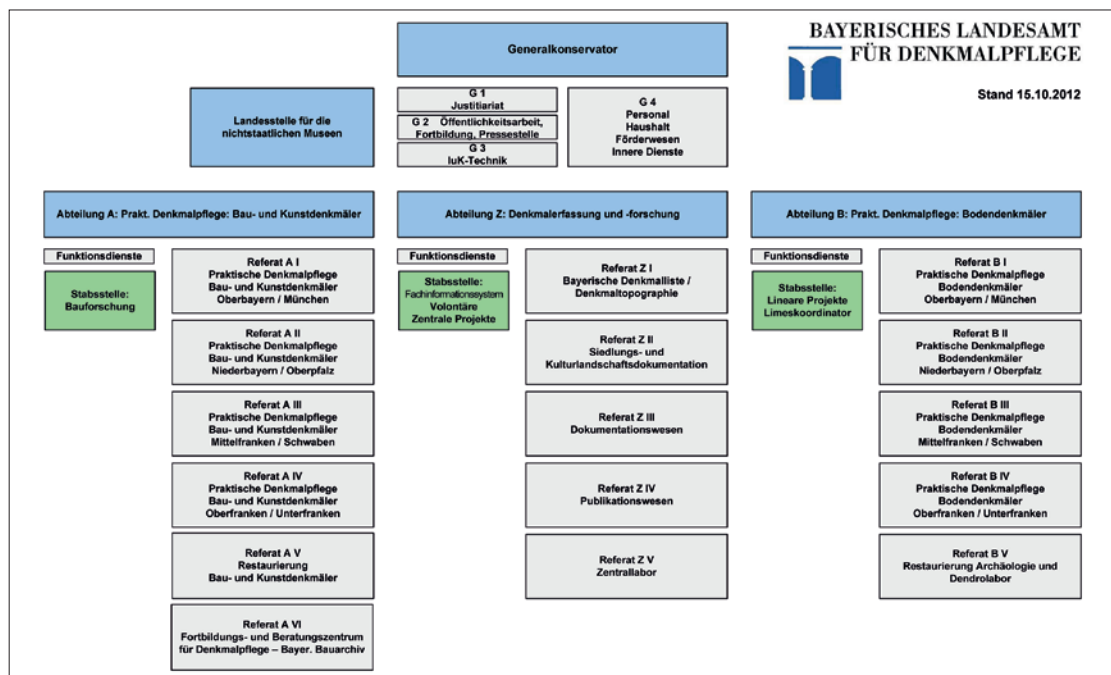 BAYERISCHES LANDESAMT
FÜR DENKMALPFLEGE
Stand 15.10.2012
Generalkonservator
Landesstelle für die
nichtstaatlichen Museen
G 1
Justitiariat
G 2 Öffentlichkeitsarbeit,
Fortbildung, Pressestelle
G 3
IuK-Technik
G 4
Personal
Haushalt
Förderwesen
Innere Dienste
Abteilung A: Prakt. Denkmalpflege: Bau- und Kunstdenkmäler
Funktionsdienste
Stabsstelle:
Bauforschung
Referat A I
Praktische Denkmalpflege
Bau- und Kunstdenkmäler
Oberbayern / München
Referat A II
Praktische Denkmalpflege
Bau- und Kunstdenkmäler
Niederbayern / Oberpfalz
Referat A III
Praktische Denkmalpflege
Bau- und Kunstdenkmäler
Mittelfranken / Schwaben
Referat A IV
Praktische Denkmalpflege
Bau- und Kunstdenkmäler
Oberfranken / Unterfranken
Referat A V
Restaurierung
Bau- und Kunstdenkmäler
Referat A VI
Fortbildungs- und Beratungszentrum
für Denkmalpflege – Bayer. Bauarchiv
Abteilung Z: Denkmalerfassung und -forschung
Funktionsdienste
Stabsstelle:
Fachinformationssystem
Volontäre
Zentrale Projekte
Referat Z I
Bayerische Denkmalliste /
Denkmaltopographie
Referat Z II
Siedlungs- und
Kulturlandschaftsdokumentation
Referat Z III
Dokumentationswesen
Referat Z IV
Publikationswesen
Referat Z V
Zentrallabor
Abteilung B: Prakt. Denkmalpflege: Bodendenkmäler
Funktionsdienste
Stabsstelle:
Lineare Projekte
Limeskoordinator
Referat B I
Praktische Denkmalpflege
Bodendenkmäler
Oberbayern / München
Referat B II
Praktische Denkmalpflege
Bodendenkmäler
Niederbayern / Oberpfalz
Referat B III
Praktische Denkmalpflege
Bodendenkmäler
Mittelfranken / Schwaben
Referat B IV
Praktische Denkmalpflege
Bodendenkmäler
Oberfranken / Unterfranken
Referat B V
Restaurierung Archäologie und
Dendrolabor